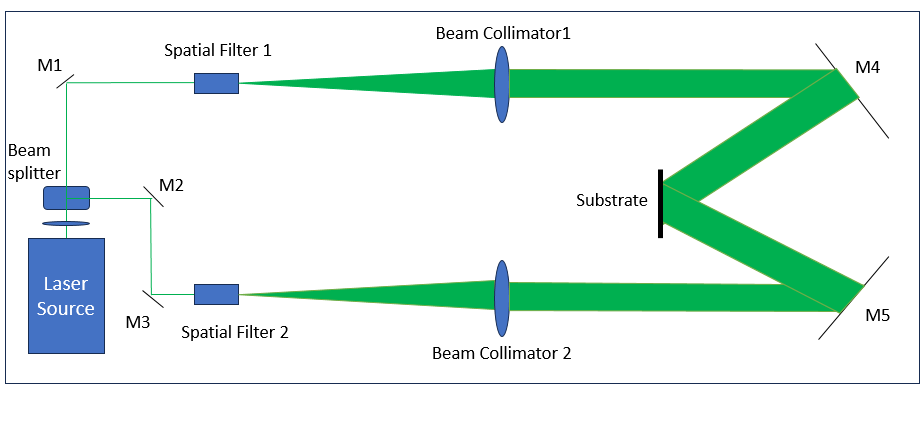 Beam Collimator1
Spatial Filter 1
M1
M4
Beam
splitter
M2
Substrate
Laser
Source
M3
M5
Spatial Filter 2
Beam Collimator 2